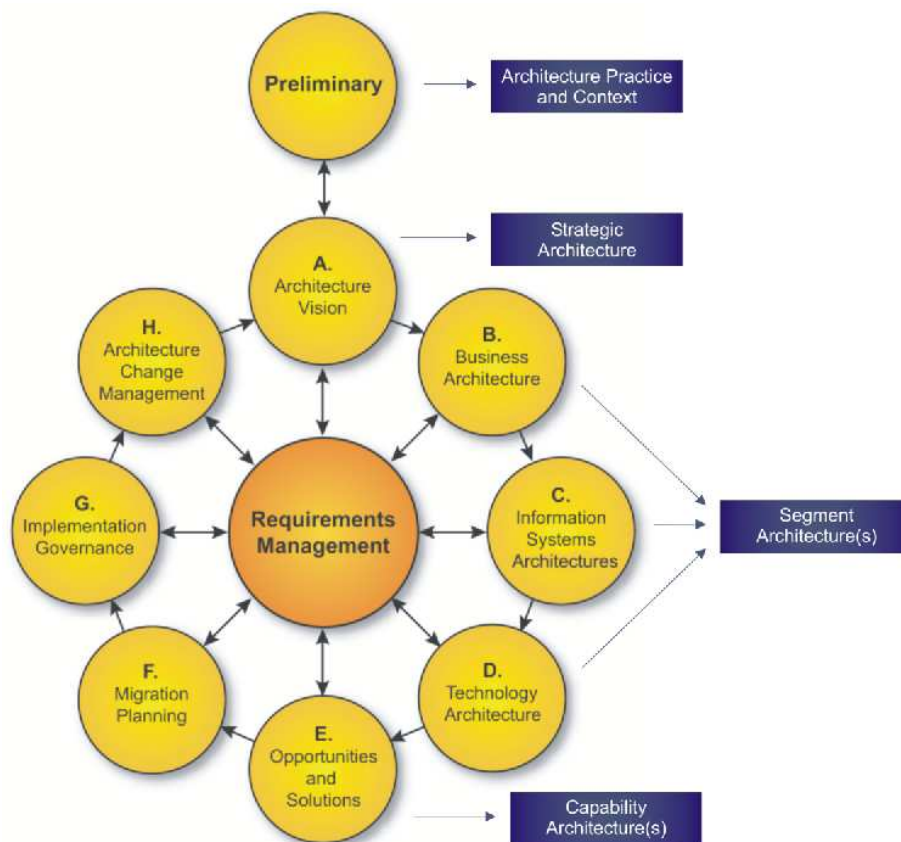 Preliminary
Architecture Practice
and Context
Strategic
Architecture
A.
Architecture
Vision
H.
Architecture
Change
Management
B.
Business
Architecture
G.
Implementation
Governance
Requirements
Management
C.
Information
Systems
Architectures
Segment
Architecture(s)
F.
Migration
Planning
D.
Technology
Architecture
E.
Opportunities
and
Solutions
Capability
Architecture(s)